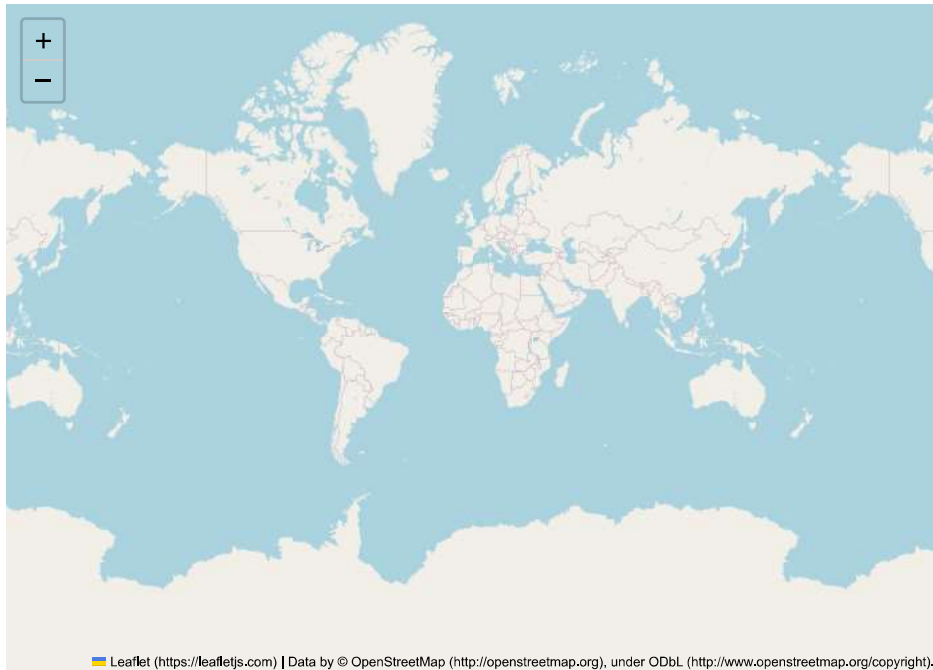 +
−
Leaflet (https://leafletjs.com) | Data by © OpenStreetMap (http://openstreetmap.org), under ODbL (http://www.openstreetmap.org/copyright).